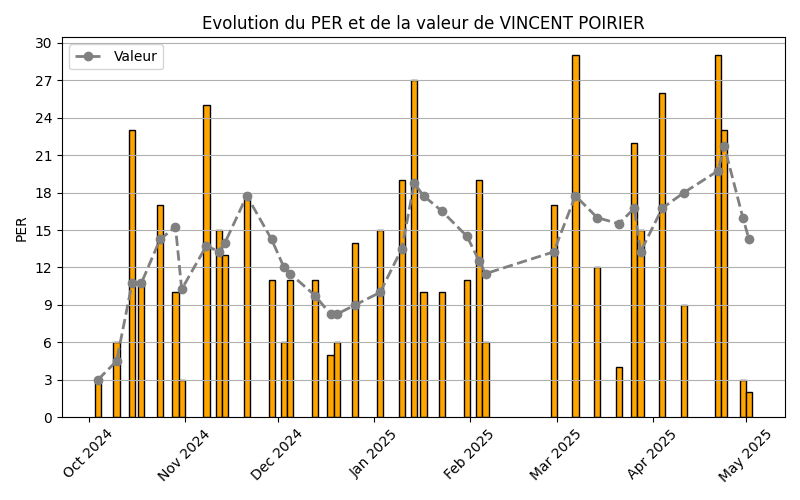 Evolution du PER et de la valeur de VINCENT POIRIER
Valeur
PER
30
27
24
21
18
15
12
9
6
3
0
Oct 2024
Nov 2024
Dec 2024
Jan 2025
Feb 2025
Mar 2025
Apr 2025
May 2025